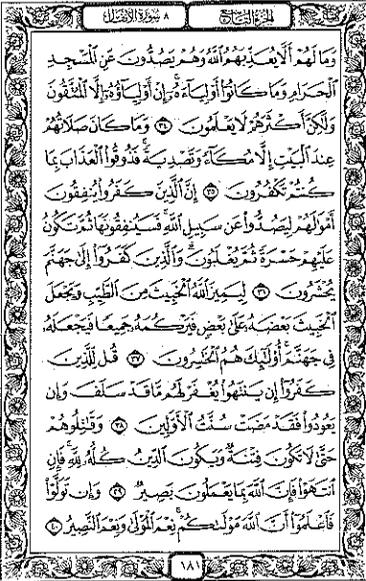 الجزء التاسع
٨ سورة الأنفال
وَمَا لَهُمْ أَلَّا يُعَذِّبَهُمُ اللَّهُ وَهُمْ يَصُدُّونَ عَنِ الْمَسْجِدِ
الْحَرَامِ وَمَا كَانُوا أَوْلِيَاءَهُ إِنْ أَوْلِيَاؤُهُ إِلَّا الْمُتَّقُونَ
وَلَٰكِنَّ أَكْثَرَهُمْ لَا يَعْلَمُونَ ٣٤ وَمَا كَانَ صَلَاتُهُمْ
عِندَ الْبَيْتِ إِلَّا مُكَاءً وَتَصْدِيَةً فَذُوقُوا الْعَذَابَ بِمَا
كُنتُمْ تَكْفُرُونَ ٣٥ إِنَّ الَّذِينَ كَفَرُوا يُنفِقُونَ
أَمْوَالَهُمْ لِيَصُدُّوا عَن سَبِيلِ اللَّهِ فَسَيُنفِقُونَهَا ثُمَّ تَكُونُ
عَلَيْهِمْ حَسْرَةً ثُمَّ يُغْلَبُونَ وَالَّذِينَ كَفَرُوا إِلَىٰ جَهَنَّمَ
يُحْشَرُونَ ٣٦ لِيَمِيزَ اللَّهُ الْخَبِيثَ مِنَ الطَّيِّبِ وَيَجْعَلَ
الْخَبِيثَ بَعْضَهُ عَلَىٰ بَعْضٍ فَيَرْكُمَهُ جَمِيعًا فَيَجْعَلَهُ
فِي جَهَنَّمَ أُولَٰئِكَ هُمُ الْخَاسِرُونَ ٣٧ قُل لِّلَّذِينَ
كَفَرُوا إِن يَنتَهُوا يُغْفَرْ لَهُم مَّا قَدْ سَلَفَ وَإِن
يَعُودُوا فَقَدْ مَضَتْ سُنَّتُ الْأَوَّلِينَ ٣٨ وَقَاتِلُوهُمْ
حَتَّىٰ لَا تَكُونَ فِتْنَةٌ وَيَكُونَ الدِّينُ كُلُّهُ لِلَّهِ فَإِنِ
انتَهَوْا فَإِنَّ اللَّهَ بِمَا يَعْمَلُونَ بَصِيرٌ ٣٩ وَإِن تَوَلَّوْا
فَاعْلَمُوا أَنَّ اللَّهَ مَوْلَاكُمْ نِعْمَ الْمَوْلَىٰ وَنِعْمَ النَّصِيرُ ٤٠
١٨١